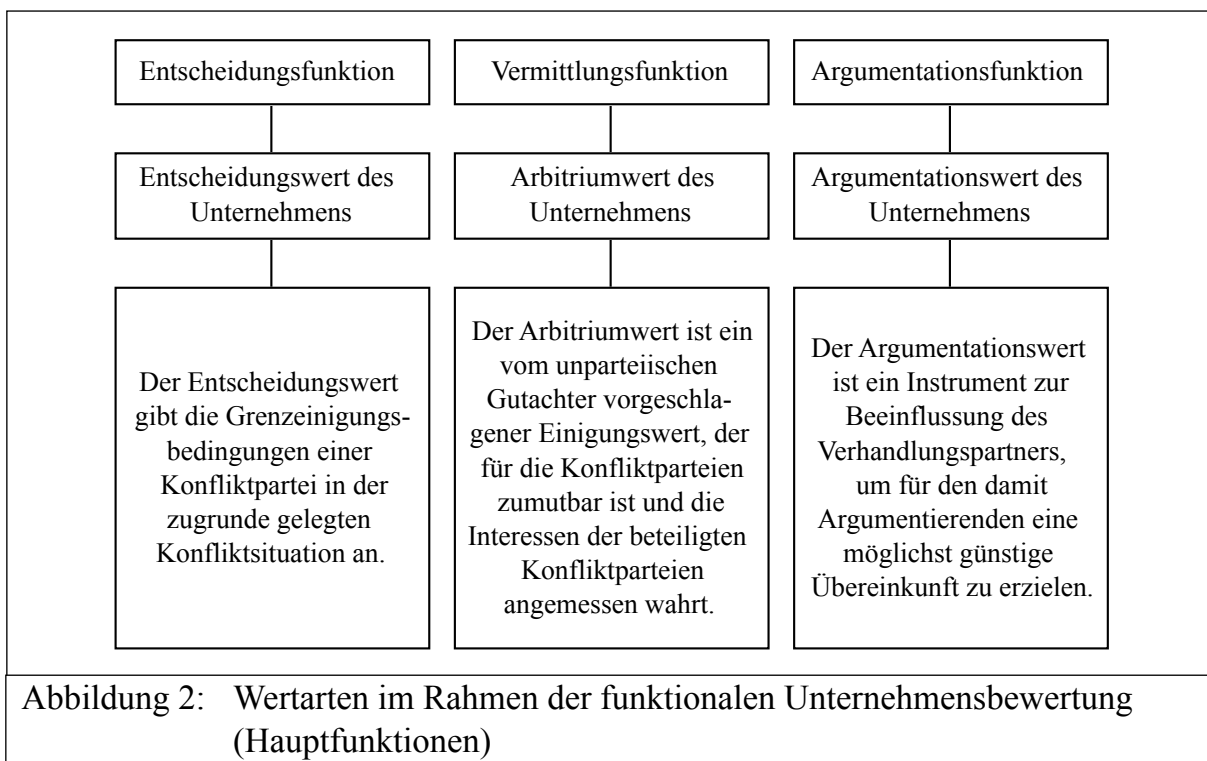 Entscheidungsfunktion
Vermittlungsfunktion
Argumentationsfunktion
Entscheidungswert des
Unternehmens
Arbitriumwert des
Unternehmens
Argumentationswert des
Unternehmens
Der Entscheidungswert
gibt die Grenzeinigungs-
bedingungen einer
Konfliktpartei in der
zugrunde gelegten
Konfliktsituation an.
Der Arbitriumwert ist ein
vom unparteiischen
Gutachter vorgeschla-
gener Einigungswert, der
für die Konfliktparteien
zumutbar ist und die
Interessen der beteiligten
Konfliktparteien
angemessen wahrt.
Der Argumentationswert
ist ein Instrument zur
Beeinflussung des
Verhandlungspartners,
um für den damit
Argumentierenden eine
möglichst günstige
Übereinkunft zu erzielen.
Abbildung 2: Wertarten im Rahmen der funktionalen Unternehmensbewertung
(Hauptfunktionen)